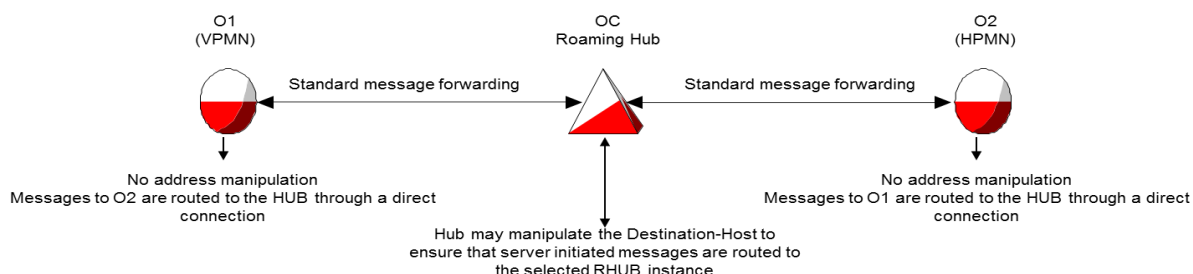 O1
(VPMN)
OC
Roaming Hub
O2
(HPMN)
Standard message forwarding
Standard message forwarding
No address manipulation
Messages to O2 are routed to the HUB through a direct
connection
No address manipulation
Messages to O1 are routed to the HUB through a direct
connection
Hub may manipulate the Destination-Host to
ensure that server initiated messages are routed to
the selected RHUB instance